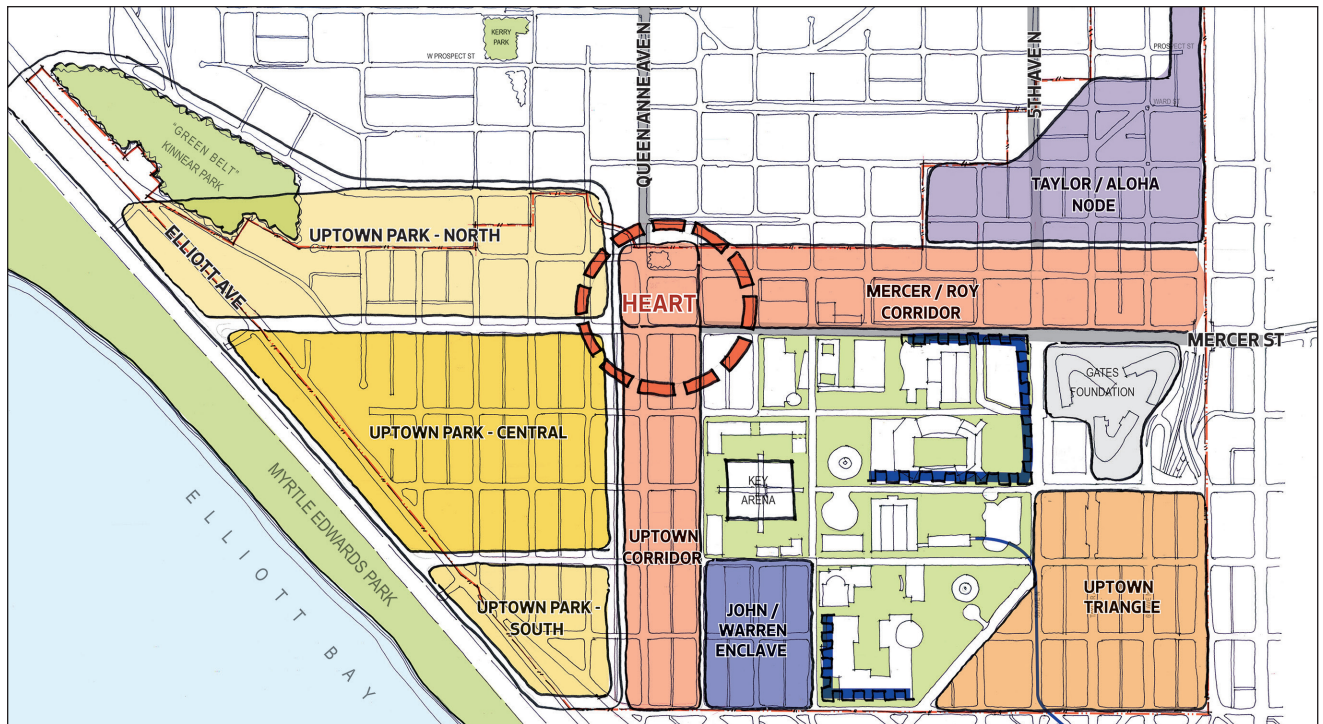 KERRY
PARK
W PROSPECT ST
QUEEN ANNE AVE N
5TH AVE N
PROSPECT ST
WARD ST
"GREEN BELT"
KINNEAR PARK
TAYLOR / ALOHA
NODE
UPTOWN PARK - NORTH
ELLIOTT AVE
HEART
MERCER / ROY
CORRIDOR
MERCER ST
GATES
FOUNDATION
UPTOWN PARK - CENTRAL
KEY
ARENA
MYRTLE EDWARDS PARK
ELLIOTT BAY
UPTOWN
CORRIDOR
UPTOWN PARK -
SOUTH
JOHN /
WARREN
ENCLAVE
UPTOWN
TRIANGLE